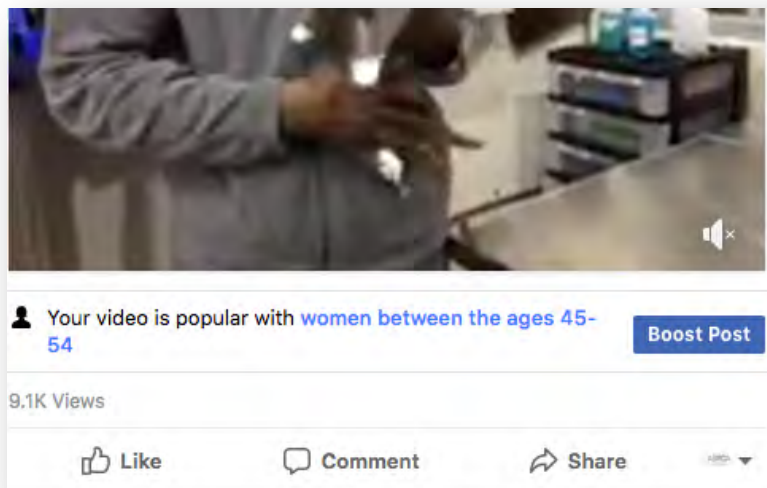 Your video is popular with women between the ages 45-
54
Boost Post
9.1K Views
Like Comment Share